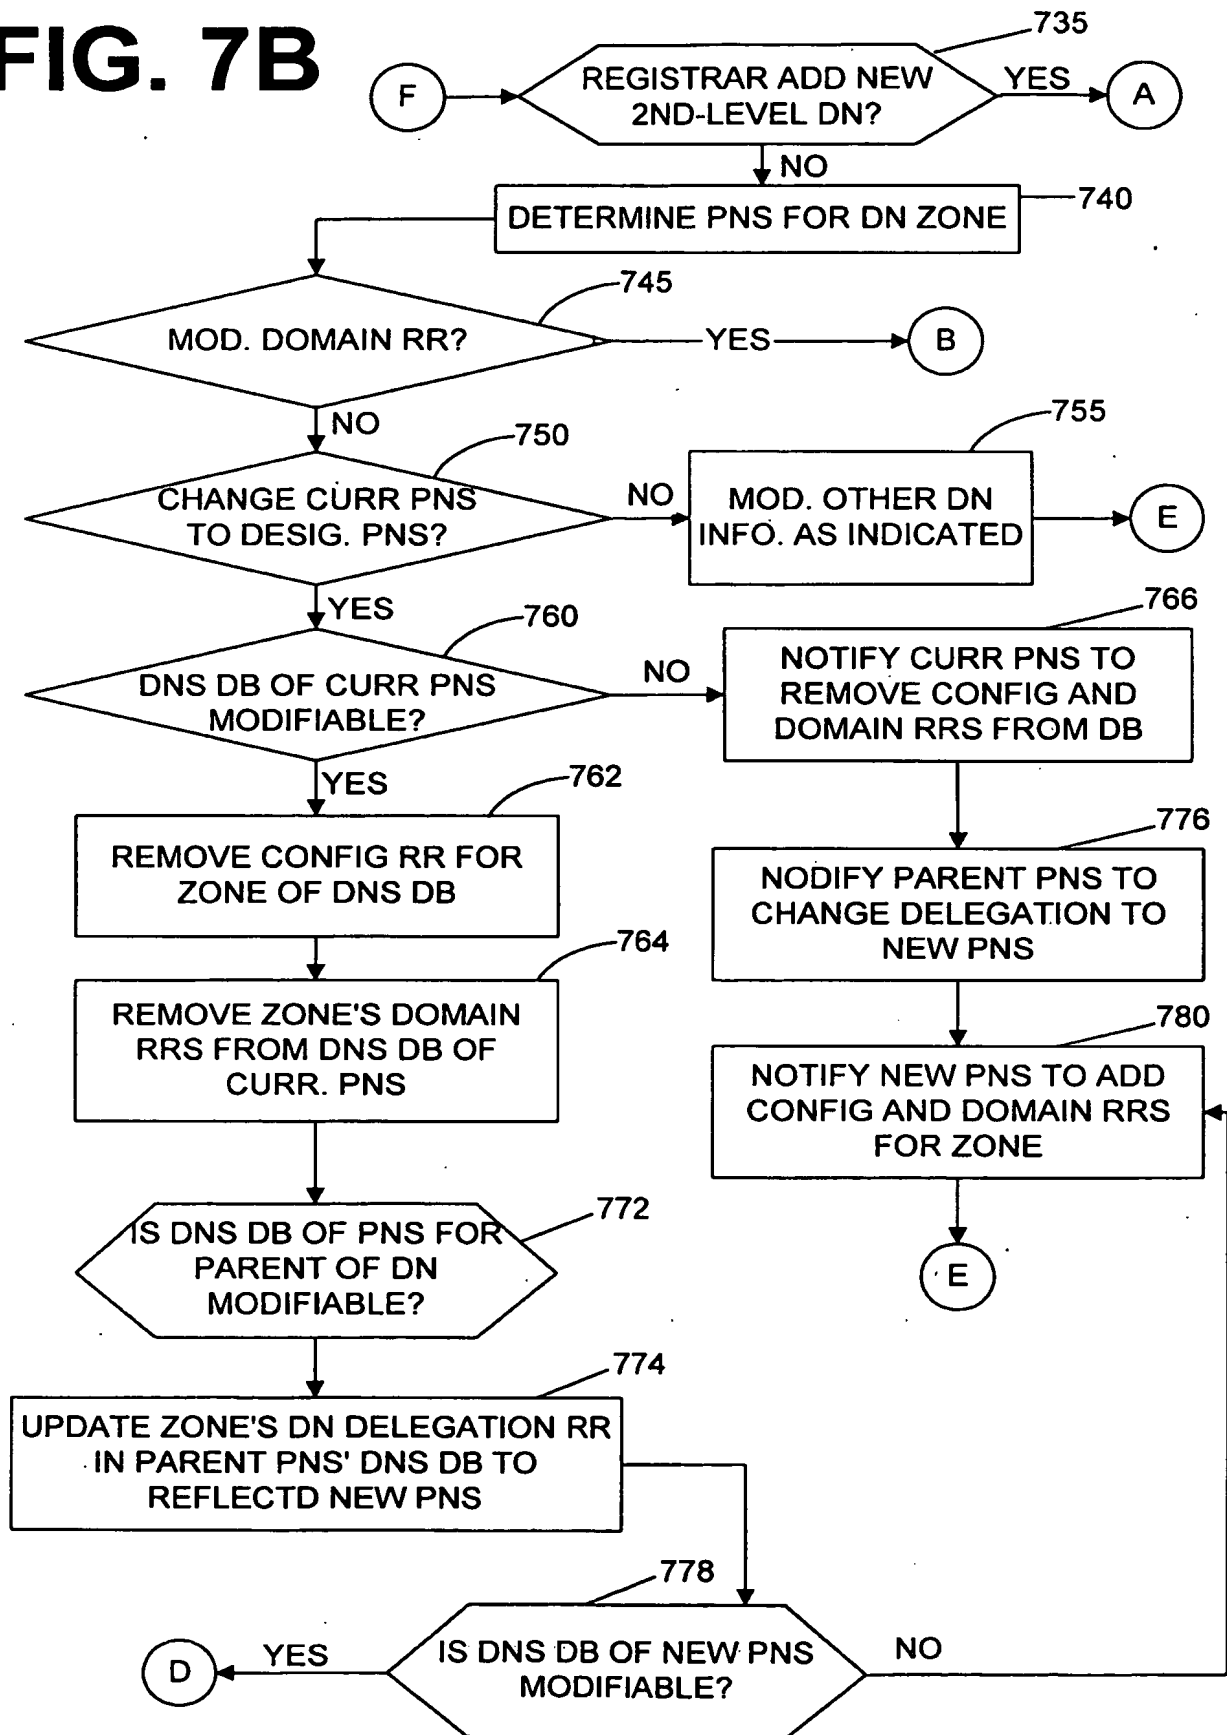 FIG. 7B
735
F
REGISTRAR ADD NEW
2ND-LEVEL DN?
YES
A
NO
740
DETERMINE PNS FOR DN ZONE
745
MOD. DOMAIN RR?
YES
B
NO
750
CHANGE CURR PNS
TO DESIG. PNS?
NO
755
MOD. OTHER DN
INFO. AS INDICATED
E
YES
760
DNS DB OF CURR PNS
MODIFIABLE?
NO
766
NOTIFY CURR PNS TO
REMOVE CONFIG AND
DOMAIN RRS FROM DB
YES
762
REMOVE CONFIG RR FOR
ZONE OF DNS DB
776
NODIFY PARENT PNS TO
CHANGE DELEGATION TO
NEW PNS
764
REMOVE ZONE'S DOMAIN
RRS FROM DNS DB OF
CURR. PNS
780
NOTIFY NEW PNS TO ADD
CONFIG AND DOMAIN RRS
FOR ZONE
E
772
IS DNS DB OF PNS FOR
PARENT OF DN
MODIFIABLE?
774
UPDATE ZONE'S DN DELEGATION RR
IN PARENT PNS' DNS DB TO
REFLECTD NEW PNS
778
IS DNS DB OF NEW PNS
MODIFIABLE?
YES
D
NO